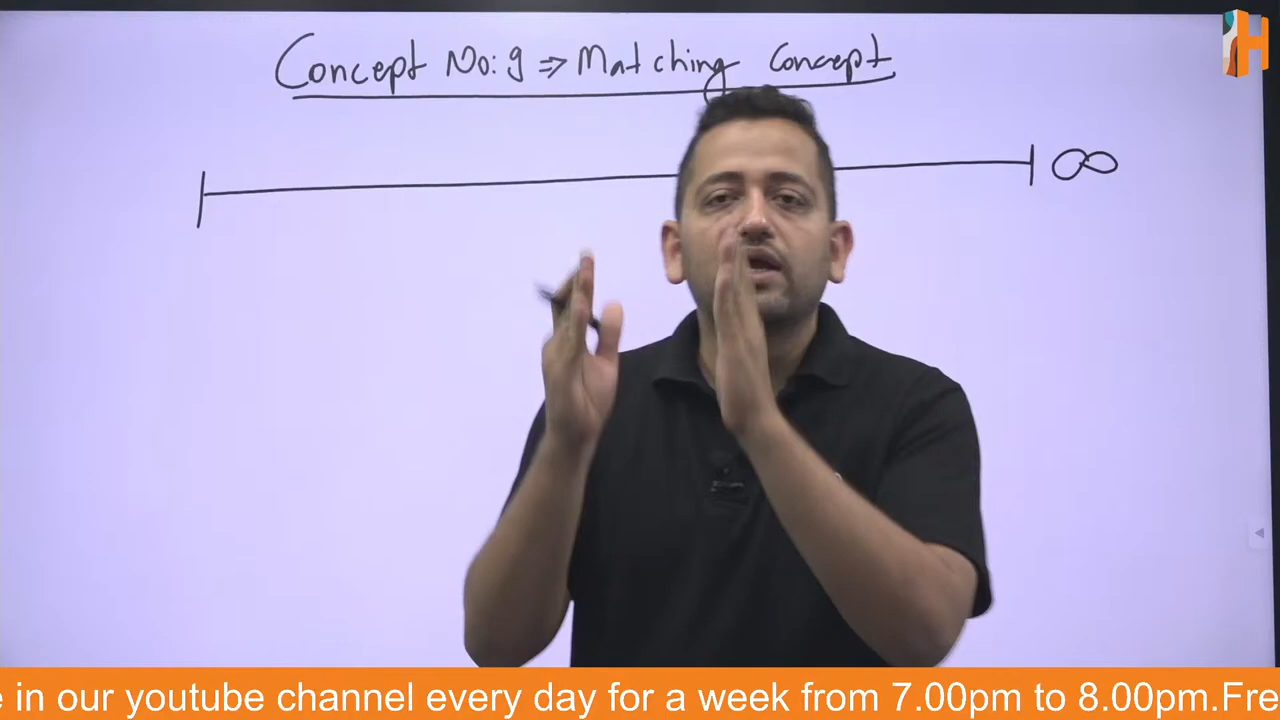 Concept No: 9 ⇒ Matching Concept
∞
e in our youtube channel every day for a week from 7.00pm to 8.00pm.Fre